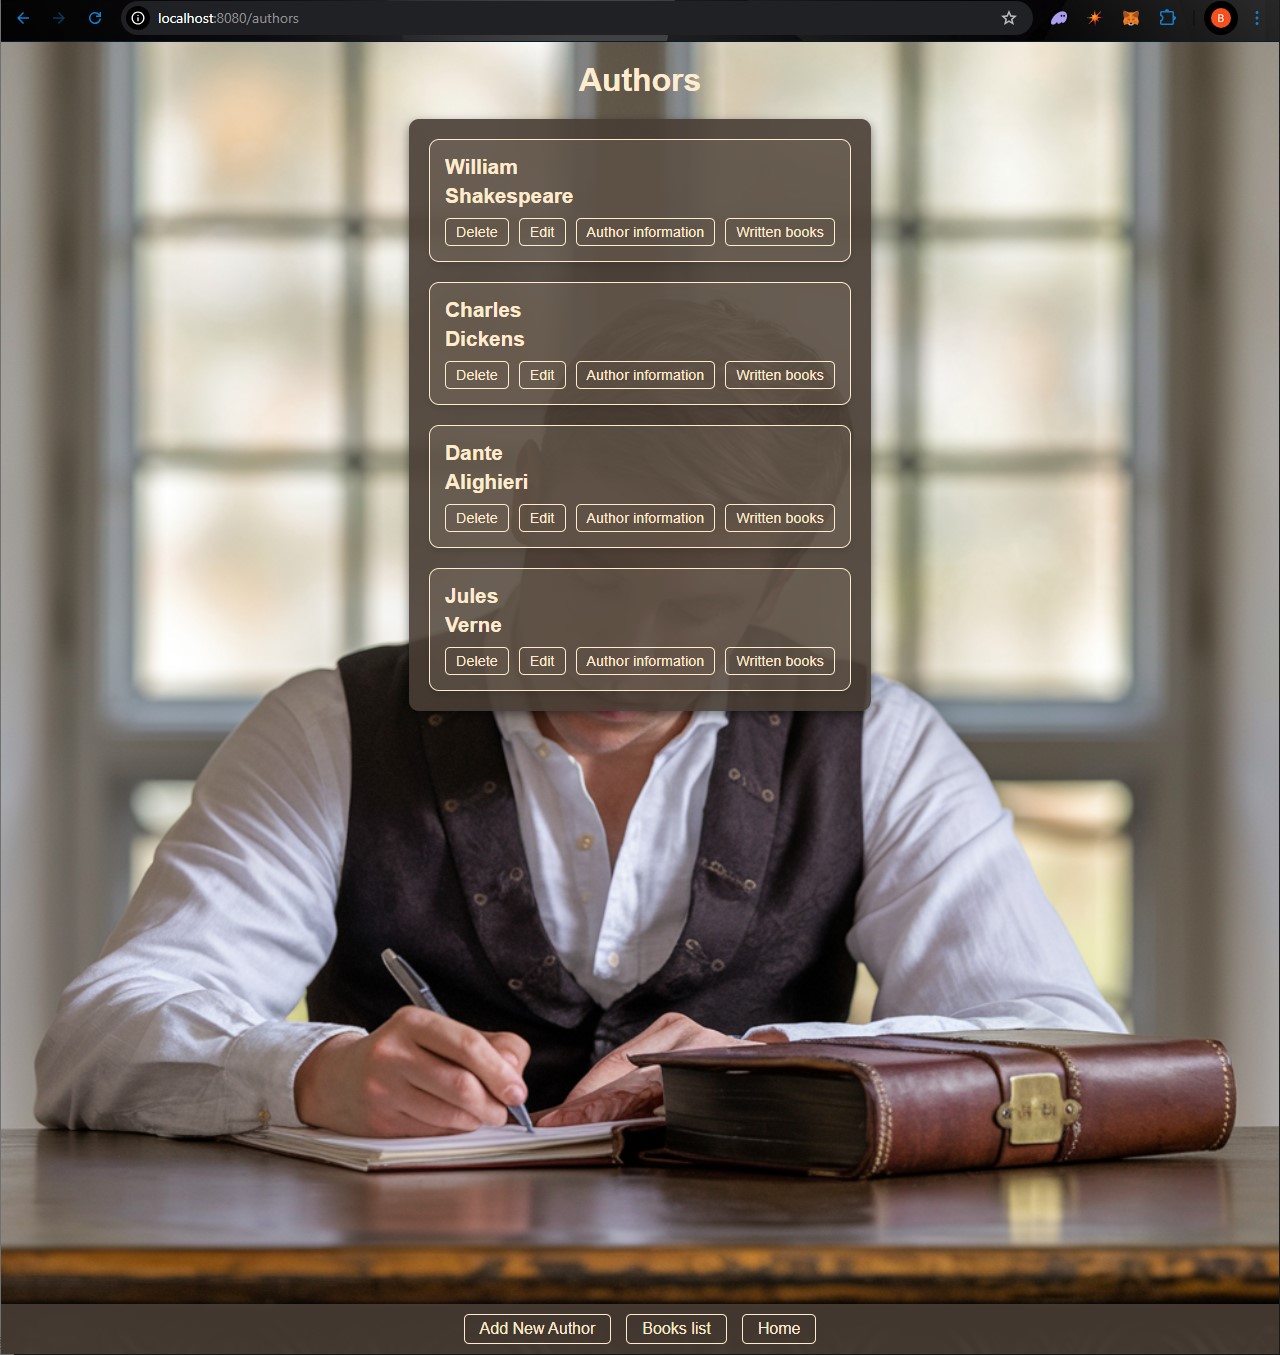 localhost:8080/authors
B
Authors
William
Shakespeare
Delete Edit Author information Written books
Charles
Dickens
Delete Edit Author information Written books
Dante
Alighieri
Delete Edit Author information Written books
Jules
Verne
Delete Edit Author information Written books
Add New Author Books list Home